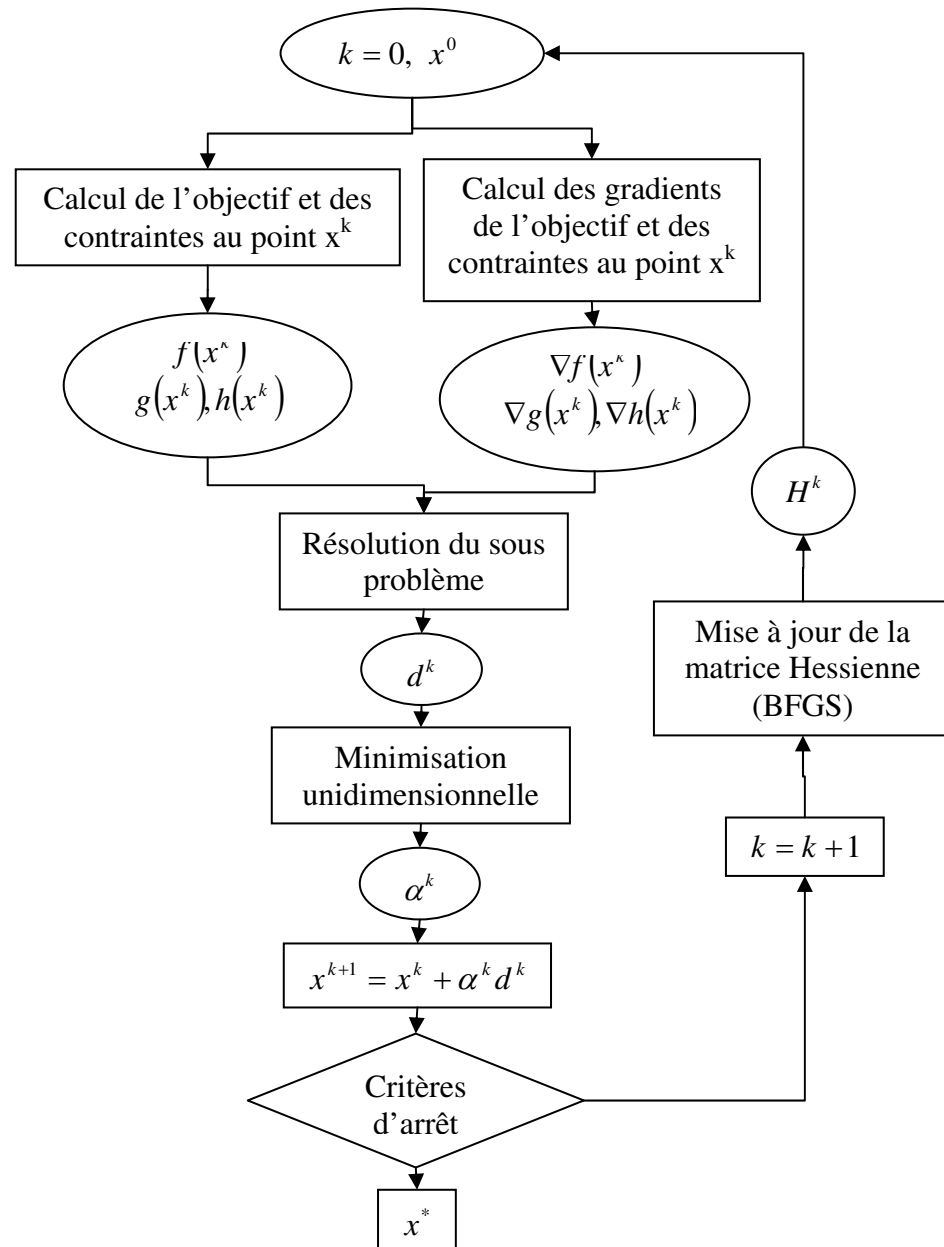 k = 0, x⁰
Calcul de l’objectif et des
contraintes au point xᵏ
Calcul des gradients
de l’objectif et des
contraintes au point xᵏ
f(xᵏ)
g(xᵏ), h(xᵏ)
∇f(xᵏ)
∇g(xᵏ), ∇h(xᵏ)
Hᵏ
Résolution du sous
problème
dᵏ
Mise à jour de la
matrice Hessienne
(BFGS)
Minimisation
unidimensionnelle
k = k + 1
αᵏ
xᵏ⁺¹ = xᵏ + αᵏ dᵏ
Critères
d’arrêt
x*